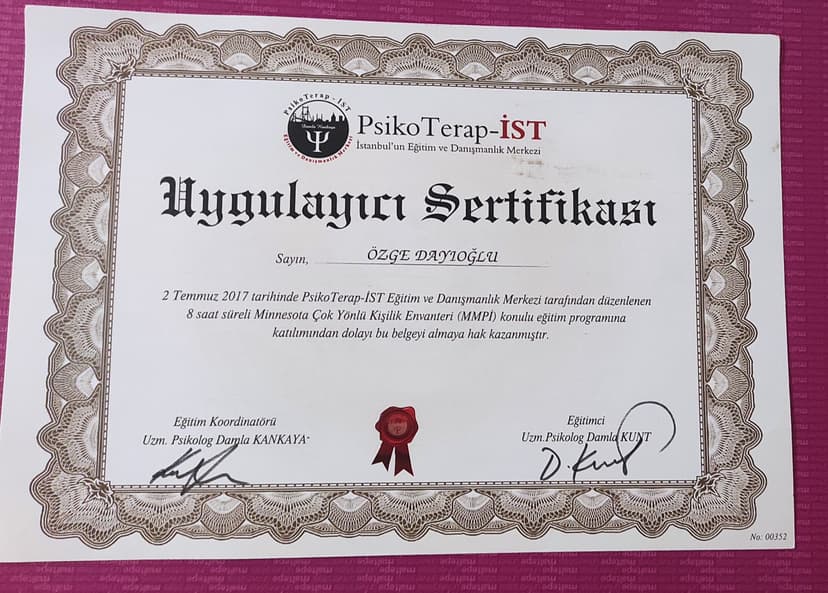 PsikoTerap - İST
Damla Kankaya
Eğitim ve Danışmanlık Merkezi
PsikoTerap-İST
İstanbul'un Eğitim ve Danışmanlık Merkezi
Uygulayıcı Sertifikası
Sayın, ÖZGE DAYIOĞLU
2 Temmuz 2017 tarihinde PsikoTerap-İST Eğitim ve Danışmanlık Merkezi tarafından düzenlenen
8 saat süreli Minnesota Çok Yönlü Kişilik Envanteri (MMPİ) konulu eğitim programına
katılımından dolayı bu belgeyi almaya hak kazanmıştır.
Eğitim Koordinatörü
Uzm. Psikolog Damla KANKAYA
Eğitimci
Uzm.Psikolog Damla KUNT
D. Kunt
No: 00352
maltepe